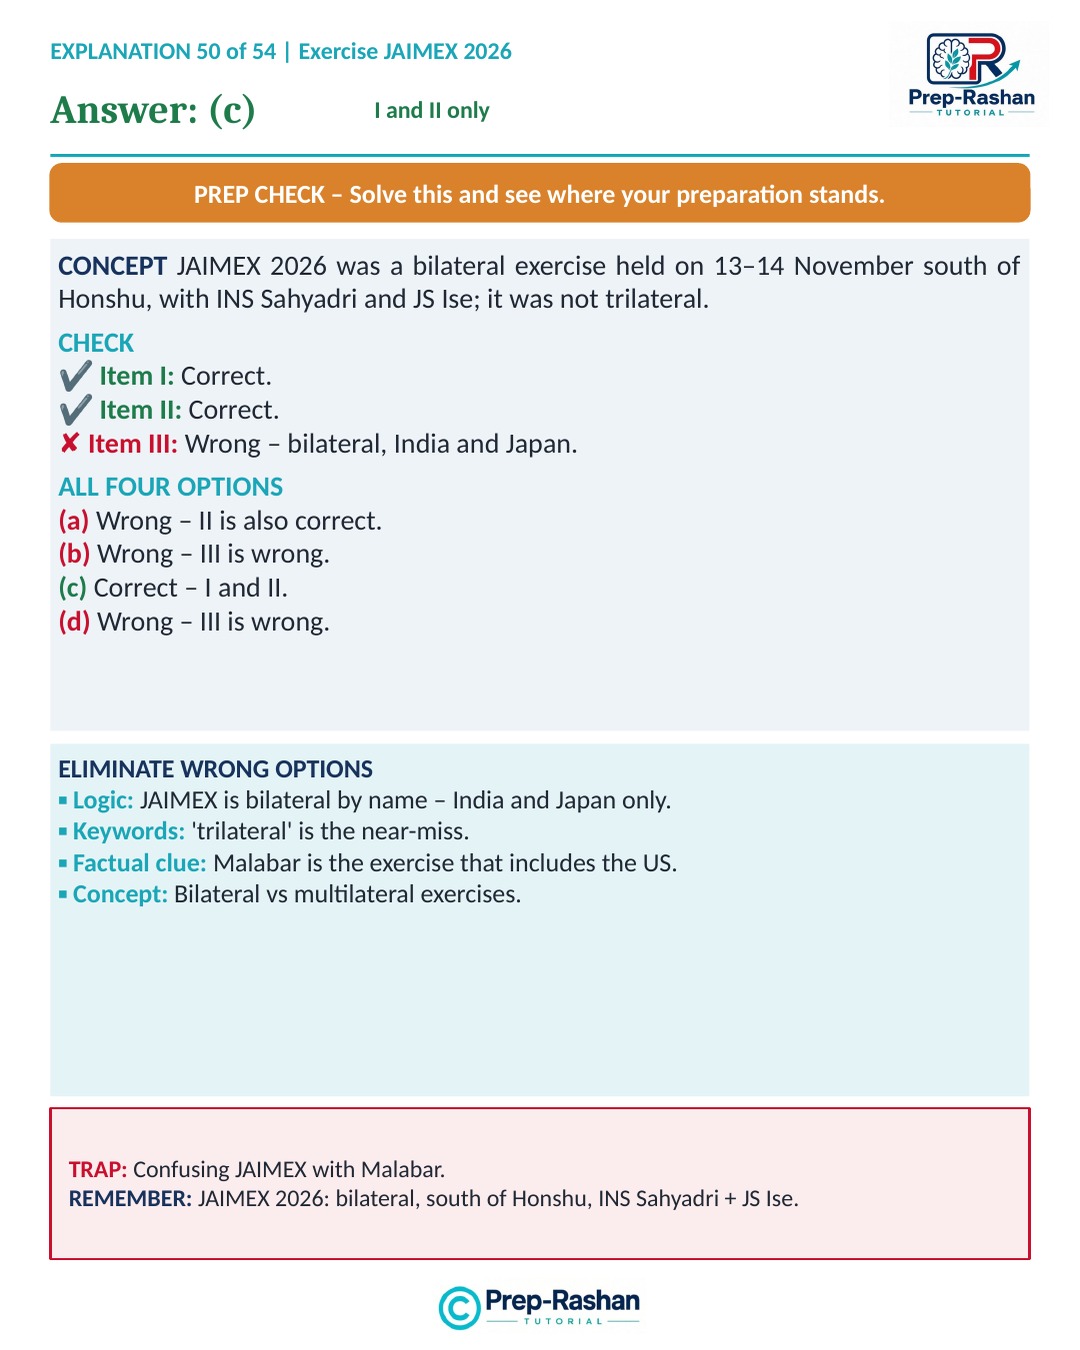 EXPLANATION 50 of 54 | Exercise JAIMEX 2026
Prep-Rashan
TUTORIAL
Answer: (c) I and II only
PREP CHECK – Solve this and see where your preparation stands.
CONCEPT JAIMEX 2026 was a bilateral exercise held on 13–14 November south of
Honshu, with INS Sahyadri and JS Ise; it was not trilateral.
CHECK
✔ Item I: Correct.
✔ Item II: Correct.
✘ Item III: Wrong – bilateral, India and Japan.
ALL FOUR OPTIONS
(a) Wrong – II is also correct.
(b) Wrong – III is wrong.
(c) Correct – I and II.
(d) Wrong – III is wrong.
ELIMINATE WRONG OPTIONS
▪ Logic: JAIMEX is bilateral by name – India and Japan only.
▪ Keywords: 'trilateral' is the near-miss.
▪ Factual clue: Malabar is the exercise that includes the US.
▪ Concept: Bilateral vs multilateral exercises.
TRAP: Confusing JAIMEX with Malabar.
REMEMBER: JAIMEX 2026: bilateral, south of Honshu, INS Sahyadri + JS Ise.
© Prep-Rashan
TUTORIAL